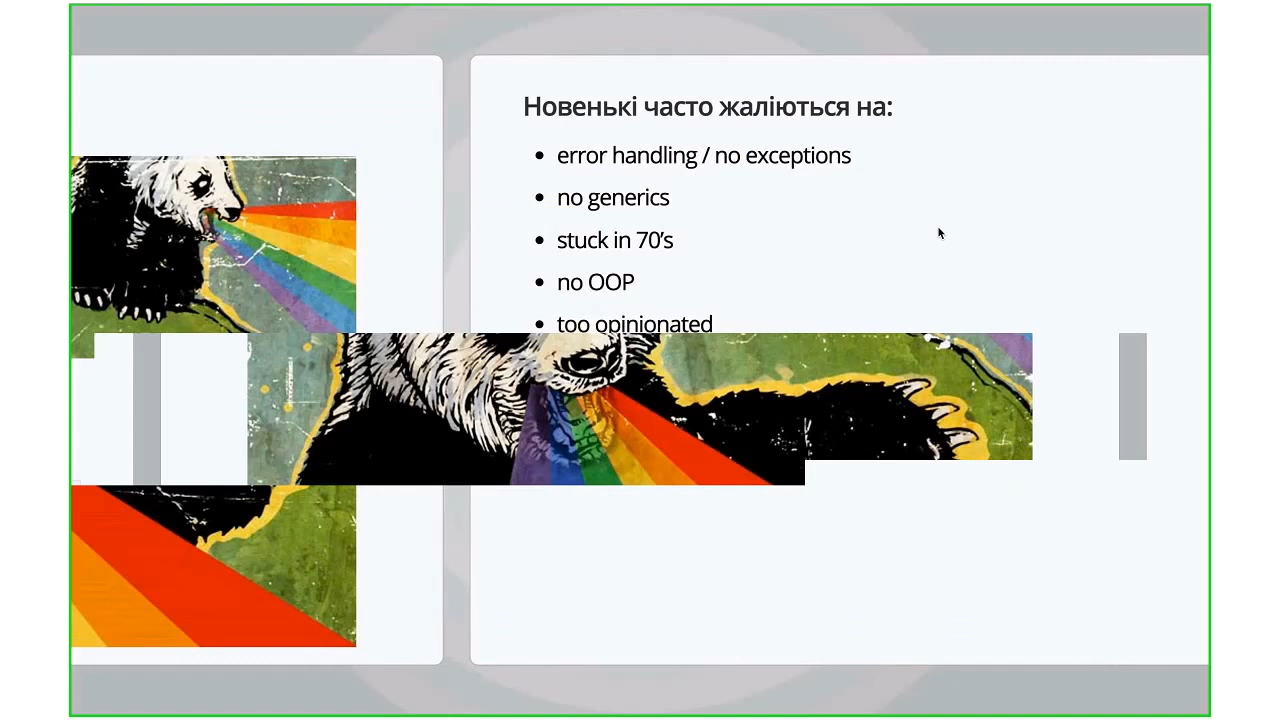 Новенькі часто жаліються на:
error handling / no exceptions
no generics
stuck in 70’s
no OOP
too opinionated